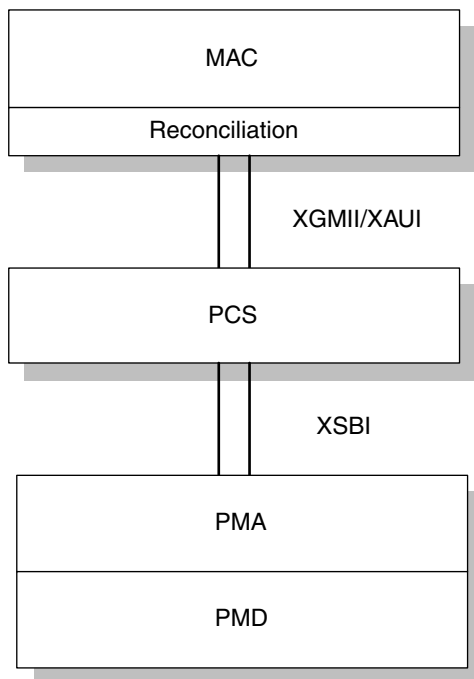 MAC
Reconciliation
XGMII/XAUI
PCS
XSBI
PMA
PMD